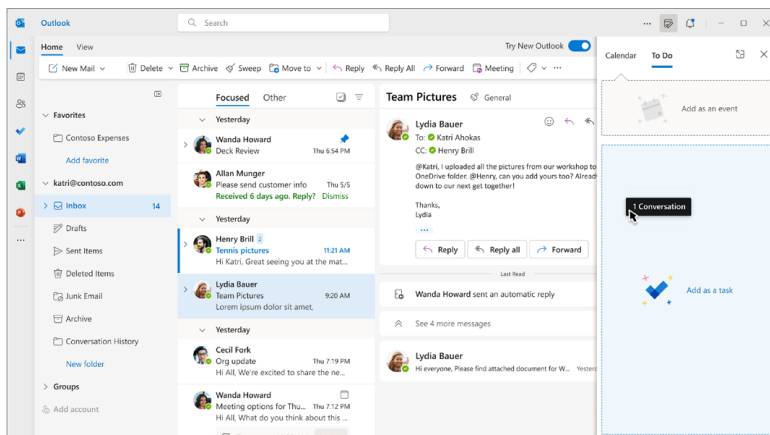 Outlook
Search
Home View
Try New Outlook
New Mail
Delete
Archive
Sweep
Move to
Reply
Reply All
Forward
Meeting
Favorites
Contoso Expenses
Add favorite
katri@contoso.com
Inbox 14
Drafts
Sent Items
Deleted Items
Junk Email
Archive
Conversation History
New folder
Groups
Add account
Focused Other
Yesterday
Wanda Howard
Deck Review Thu 6:54 PM
Allan Munger
Please send customer info Thu 5/5
Received 6 days ago. Reply? Dismiss
Yesterday
Henry Brill 2
Tennis pictures 11:21 AM
Hi Katri, Great seeing you at the mat...
Lydia Bauer
Team Pictures 9:20 AM
Lorem ipsum dolor sit amet,
Yesterday
Cecil Fork
Org update Thu 7:19 PM
Hi All, We're excited to share the ne...
Wanda Howard
Meeting options for Thu... Thu 7:12 PM
Hi All, What do you think about this ...
Team Pictures General
Lydia Bauer
To: Katri Ahokas
CC: Henry Brill
@Katri, I uploaded all the pictures from our workshop to
OneDrive folder. @Henry, can you add yours too? Alread
down to our next get together!
Thanks,
Lydia
Reply Reply all Forward
Last Read
Wanda Howard sent an automatic reply
See 4 more messages
Lydia Bauer
Hi everyone, Please find attached document for W... Yester
Calendar To Do
Add as an event
1 Conversation
Add as a task